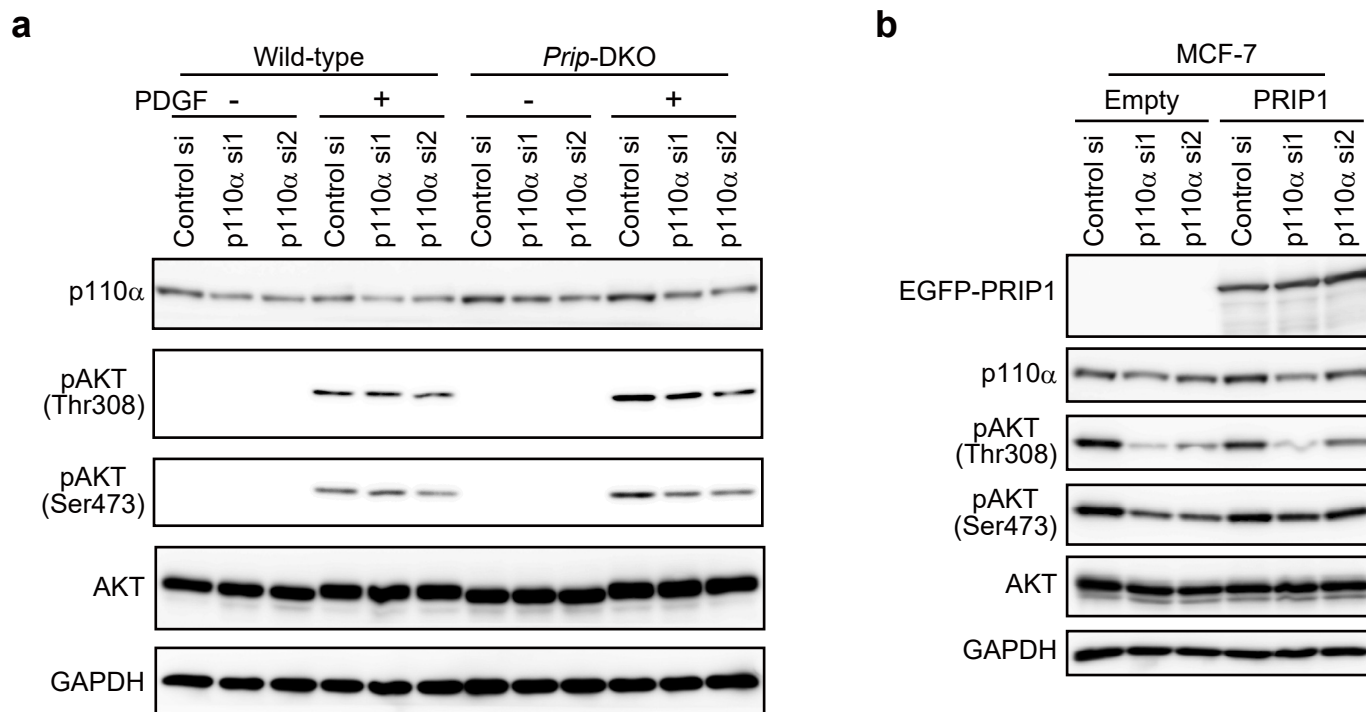 a
Wild-type
Prip-DKO
PDGF - + - +
Control si
p110α si1
p110α si2
Control si
p110α si1
p110α si2
Control si
p110α si1
p110α si2
Control si
p110α si1
p110α si2
p110α
pAKT
(Thr308)
pAKT
(Ser473)
AKT
GAPDH
b
MCF-7
Empty
PRIP1
Control si
p110α si1
p110α si2
Control si
p110α si1
p110α si2
EGFP-PRIP1
p110α
pAKT
(Thr308)
pAKT
(Ser473)
AKT
GAPDH